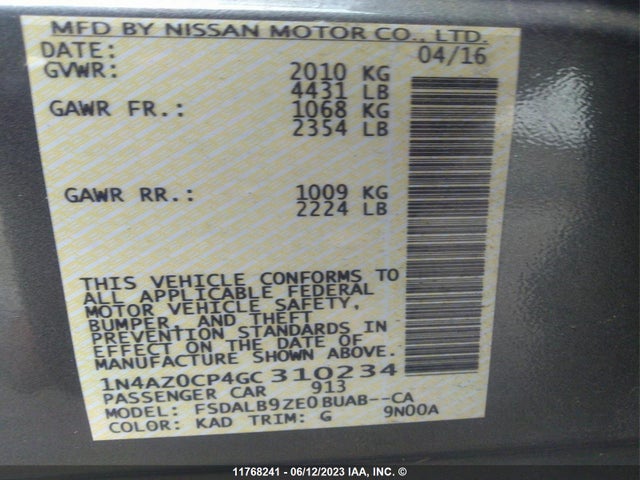 MFD BY NISSAN MOTOR CO., LTD.
DATE: 04/16
GVWR: 2010 KG
4431 LB
GAWR FR.: 1068 KG
2354 LB
GAWR RR.: 1009 KG
2224 LB
THIS VEHICLE CONFORMS TO
ALL APPLICABLE FEDERAL
MOTOR VEHICLE SAFETY,
BUMPER, AND THEFT
PREVENTION STANDARDS IN
EFFECT ON THE DATE OF
MANUFACTURE SHOWN ABOVE.
1N4AZ0CP4GC310234
PASSENGER CAR 913
MODEL: FSDALB9ZE0BUAB--CA
COLOR: KAD TRIM: G 9N00A
11768241 - 06/12/2023 IAA, INC. ©